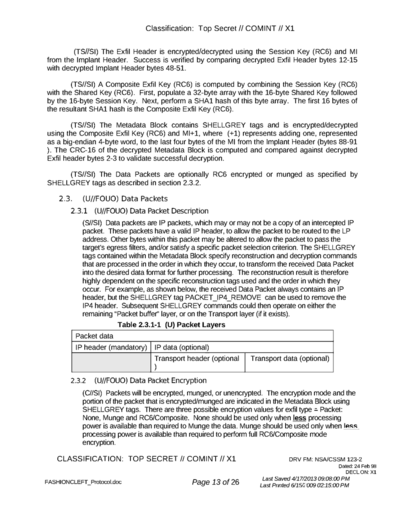 Classification: Top Secret // COMINT // X1
(TS//SI) The Exfil Header is encrypted/decrypted using the Session Key (RC6) and MI
from the Implant Header. Success is verified by comparing decrypted Exfil Header bytes 12-15
with decrypted Implant Header bytes 48-51.
(TS//SI) A Composite Exfil Key (RC6) is computed by combining the Session Key (RC6)
with the Shared Key (RC6). First, populate a 32-byte array with the 16-byte Shared Key followed
by the 16-byte Session Key. Next, perform a SHA1 hash of this byte array. The first 16 bytes of
the resultant SHA1 hash is the Composite Exfil Key (RC6).
(TS//SI) The Metadata Block contains SHELLGREY tags and is encrypted/decrypted
using the Composite Exfil Key (RC6) and MI+1, where (+1) represents adding one, represented
as a big-endian 4-byte word, to the last four bytes of the MI from the Implant Header (bytes 88-91
). The CRC-16 of the decrypted Metadata Block is computed and compared against decrypted
Exfil header bytes 2-3 to validate successful decryption.
(TS//SI) The Data Packets are optionally RC6 encrypted or munged as specified by
SHELLGREY tags as described in section 2.3.2.
2.3. (U//FOUO) Data Packets
2.3.1 (U//FOUO) Data Packet Description
(S//SI) Data packets are IP packets, which may or may not be a copy of an intercepted IP
packet. These packets have a valid IP header, to allow the packet to be routed to the LP
address. Other bytes within this packet may be altered to allow the packet to pass the
target's egress filters, and/or satisfy a specific packet selection criterion. The SHELLGREY
tags contained within the Metadata Block specify reconstruction and decryption commands
that are processed in the order in which they occur, to transform the received Data Packet
into the desired data format for further processing. The reconstruction result is therefore
highly dependent on the specific reconstruction tags used and the order in which they
occur. For example, as shown below, the received Data Packet always contains an IP
header, but the SHELLGREY tag PACKET_IP4_REMOVE can be used to remove the
IP4 header. Subsequent SHELLGREY commands could then operate on either the
remaining "Packet buffer" layer, or on the Transport layer (if it exists).
Table 2.3.1-1 (U) Packet Layers
Packet data
IP header (mandatory) IP data (optional)
Transport header (optional Transport data (optional)
)
2.3.2 (U//FOUO) Data Packet Encryption
(C//SI) Packets will be encrypted, munged, or unencrypted. The encryption mode and the
portion of the packet that is encrypted/munged are indicated in the Metadata Block using
SHELLGREY tags. There are three possible encryption values for exfil type = Packet:
None, Munge and RC6/Composite. None should be used only when less processing
power is available than required to Munge the data. Munge should be used only when less
processing power is available than required to perform full RC6/Composite mode
encryption.
CLASSIFICATION: TOP SECRET // COMINT // X1
DRV FM: NSA/CSSM 123-2
Dated: 24 Feb 98
DECL ON: X1
FASHIONCLEFT_Protocol.doc
Page 13 of 26
Last Saved 4/17/2013 09:08:00 PM